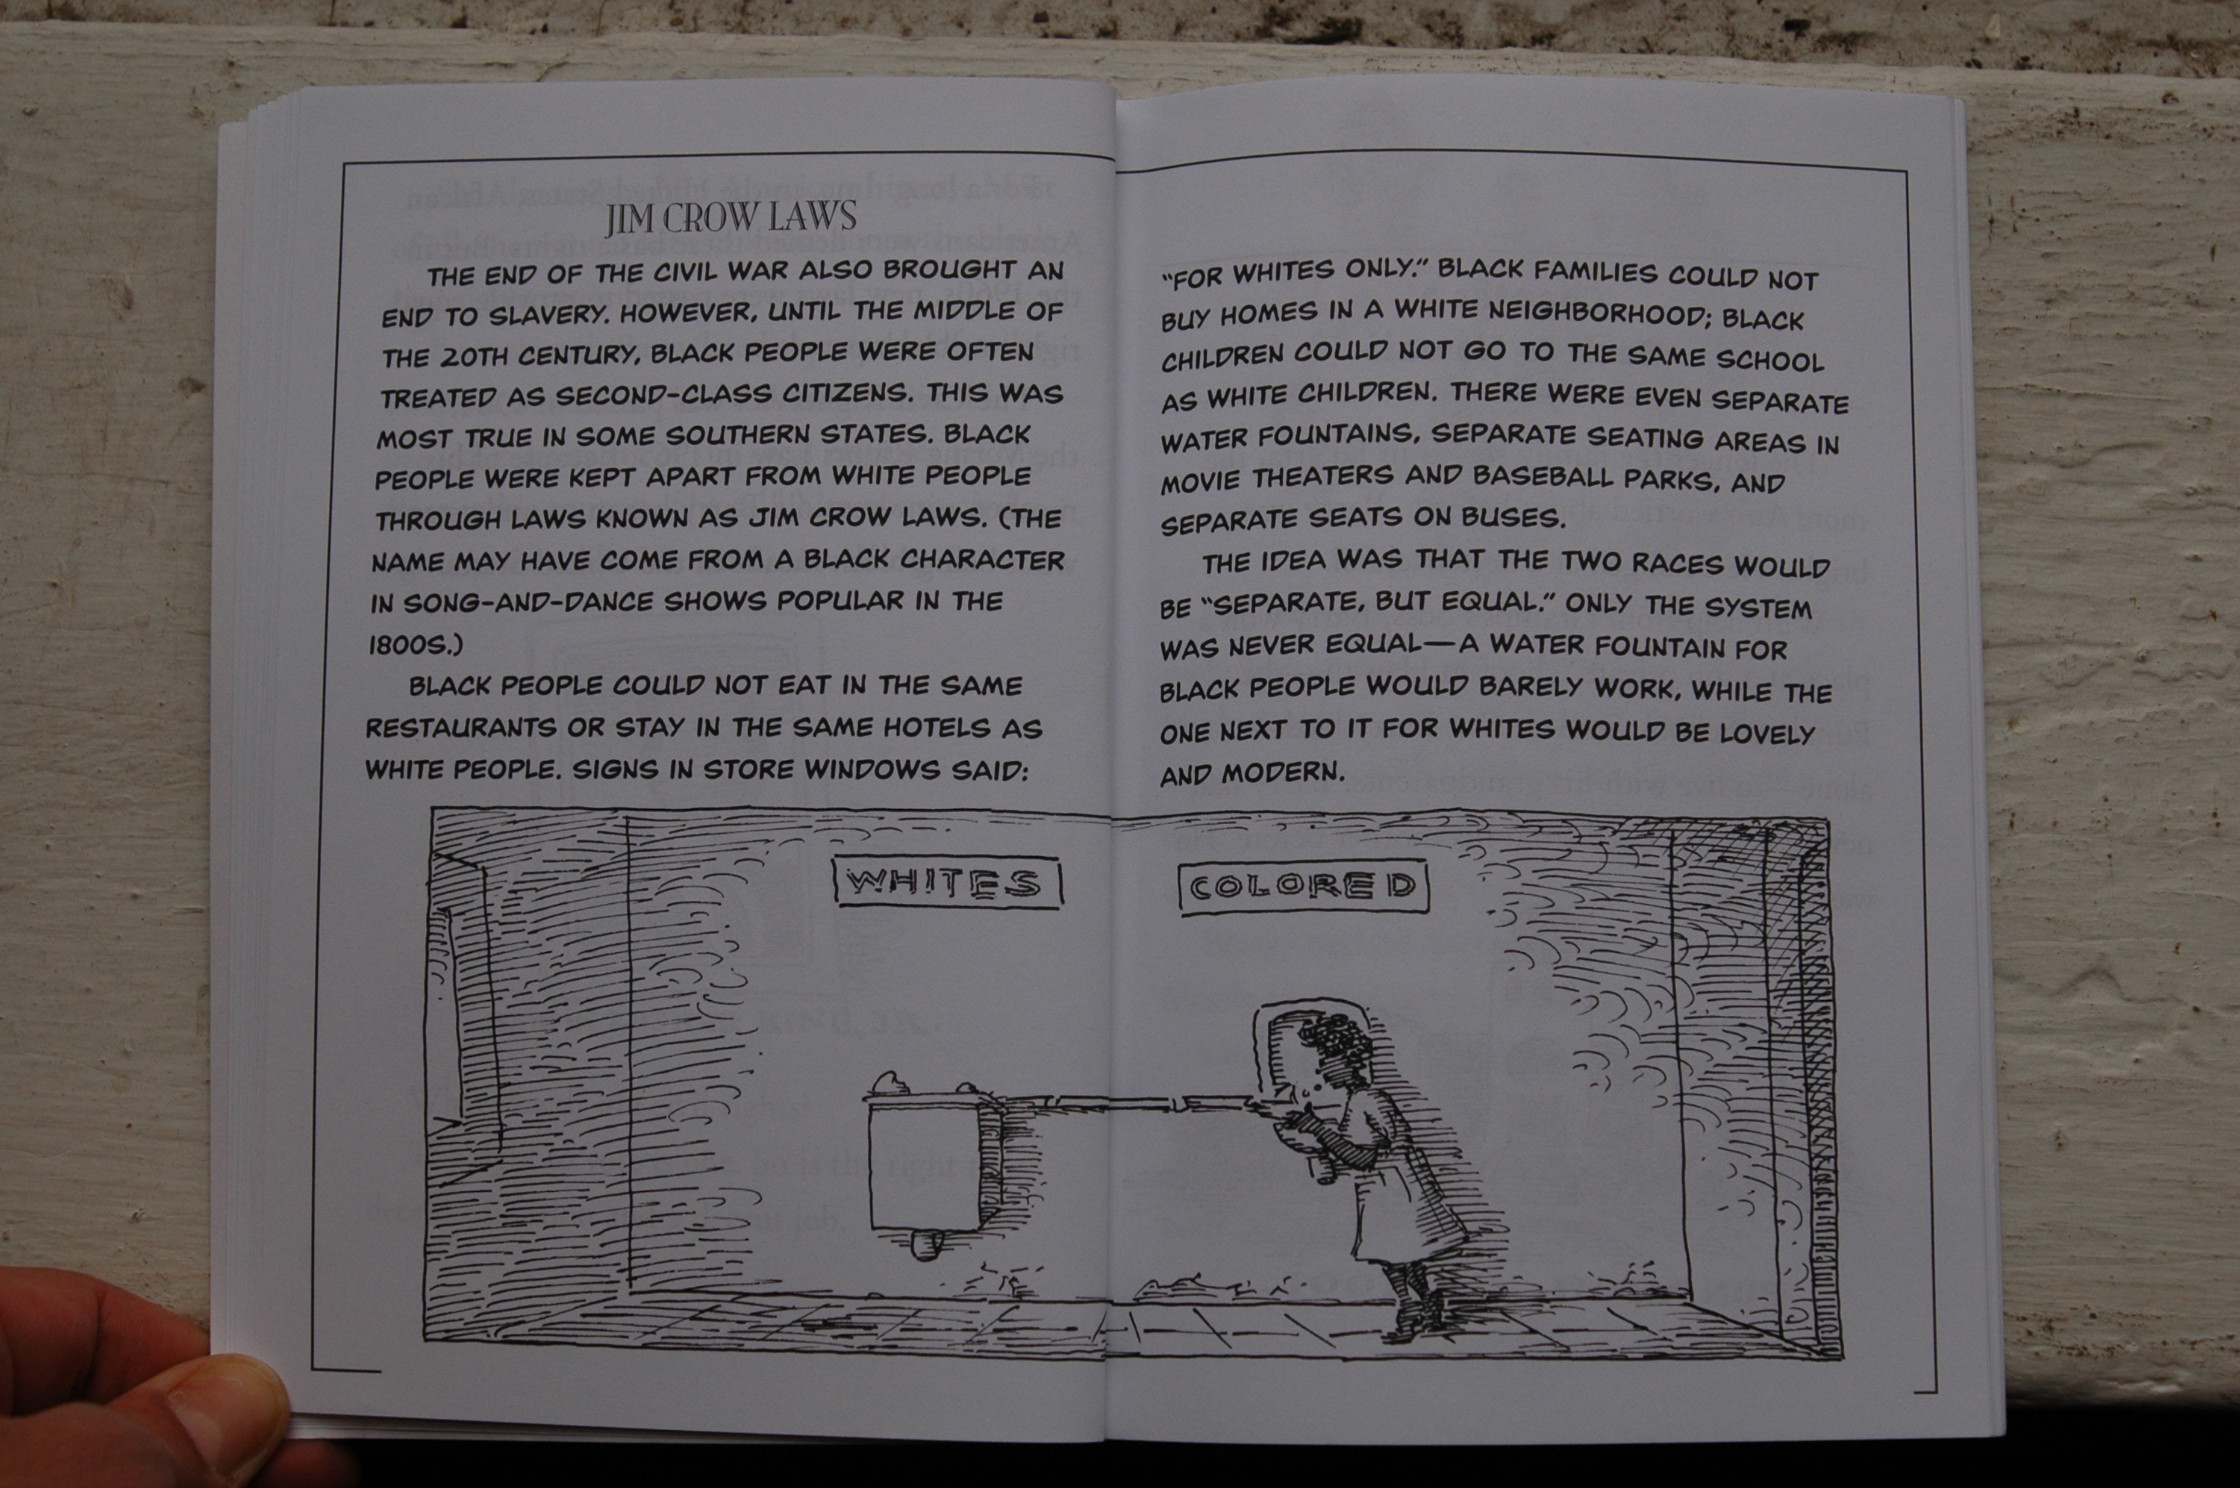 JIM CROW LAWS
THE END OF THE CIVIL WAR ALSO BROUGHT AN
END TO SLAVERY. HOWEVER, UNTIL THE MIDDLE OF
THE 20TH CENTURY, BLACK PEOPLE WERE OFTEN
TREATED AS SECOND-CLASS CITIZENS. THIS WAS
MOST TRUE IN SOME SOUTHERN STATES. BLACK
PEOPLE WERE KEPT APART FROM WHITE PEOPLE
THROUGH LAWS KNOWN AS JIM CROW LAWS. (THE
NAME MAY HAVE COME FROM A BLACK CHARACTER
IN SONG-AND-DANCE SHOWS POPULAR IN THE
1800S.)
BLACK PEOPLE COULD NOT EAT IN THE SAME
RESTAURANTS OR STAY IN THE SAME HOTELS AS
WHITE PEOPLE. SIGNS IN STORE WINDOWS SAID:
"FOR WHITES ONLY." BLACK FAMILIES COULD NOT
BUY HOMES IN A WHITE NEIGHBORHOOD; BLACK
CHILDREN COULD NOT GO TO THE SAME SCHOOL
AS WHITE CHILDREN. THERE WERE EVEN SEPARATE
WATER FOUNTAINS, SEPARATE SEATING AREAS IN
MOVIE THEATERS AND BASEBALL PARKS, AND
SEPARATE SEATS ON BUSES.
THE IDEA WAS THAT THE TWO RACES WOULD
BE "SEPARATE, BUT EQUAL." ONLY THE SYSTEM
WAS NEVER EQUAL—A WATER FOUNTAIN FOR
BLACK PEOPLE WOULD BARELY WORK, WHILE THE
ONE NEXT TO IT FOR WHITES WOULD BE LOVELY
AND MODERN.
WHITES
COLORED